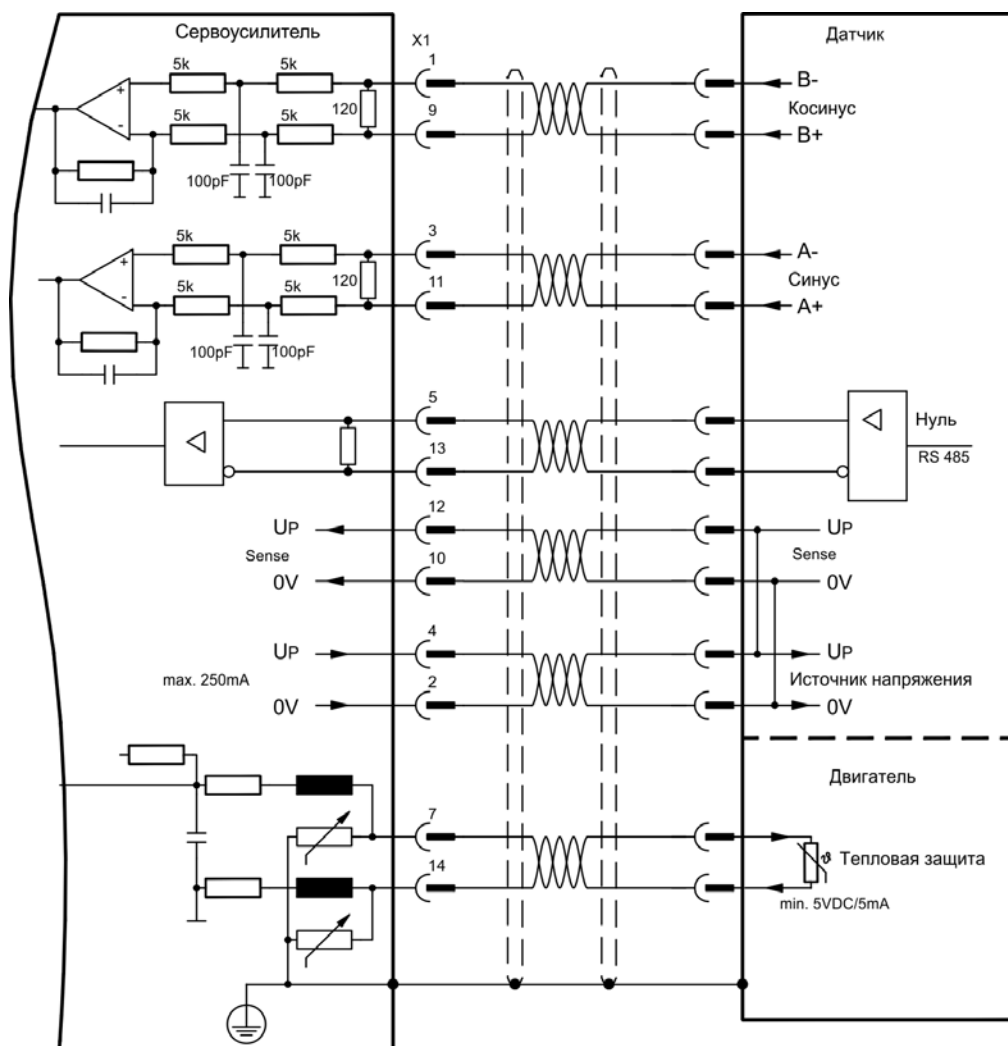 Сервоусилитель
X1
Датчик
5k
5k
1
B-
120
Косинус
5k
5k
9
B+
100pF
100pF
5k
5k
3
A-
120
Синус
5k
5k
11
A+
100pF
100pF
5
Нуль
13
RS 485
UP
12
UP
Sense
Sense
0V
10
0V
UP
4
UP
max. 250mA
2
Источник напряжения
0V
0V
Двигатель
7
ϑ Тепловая защита
14
min. 5VDC/5mA